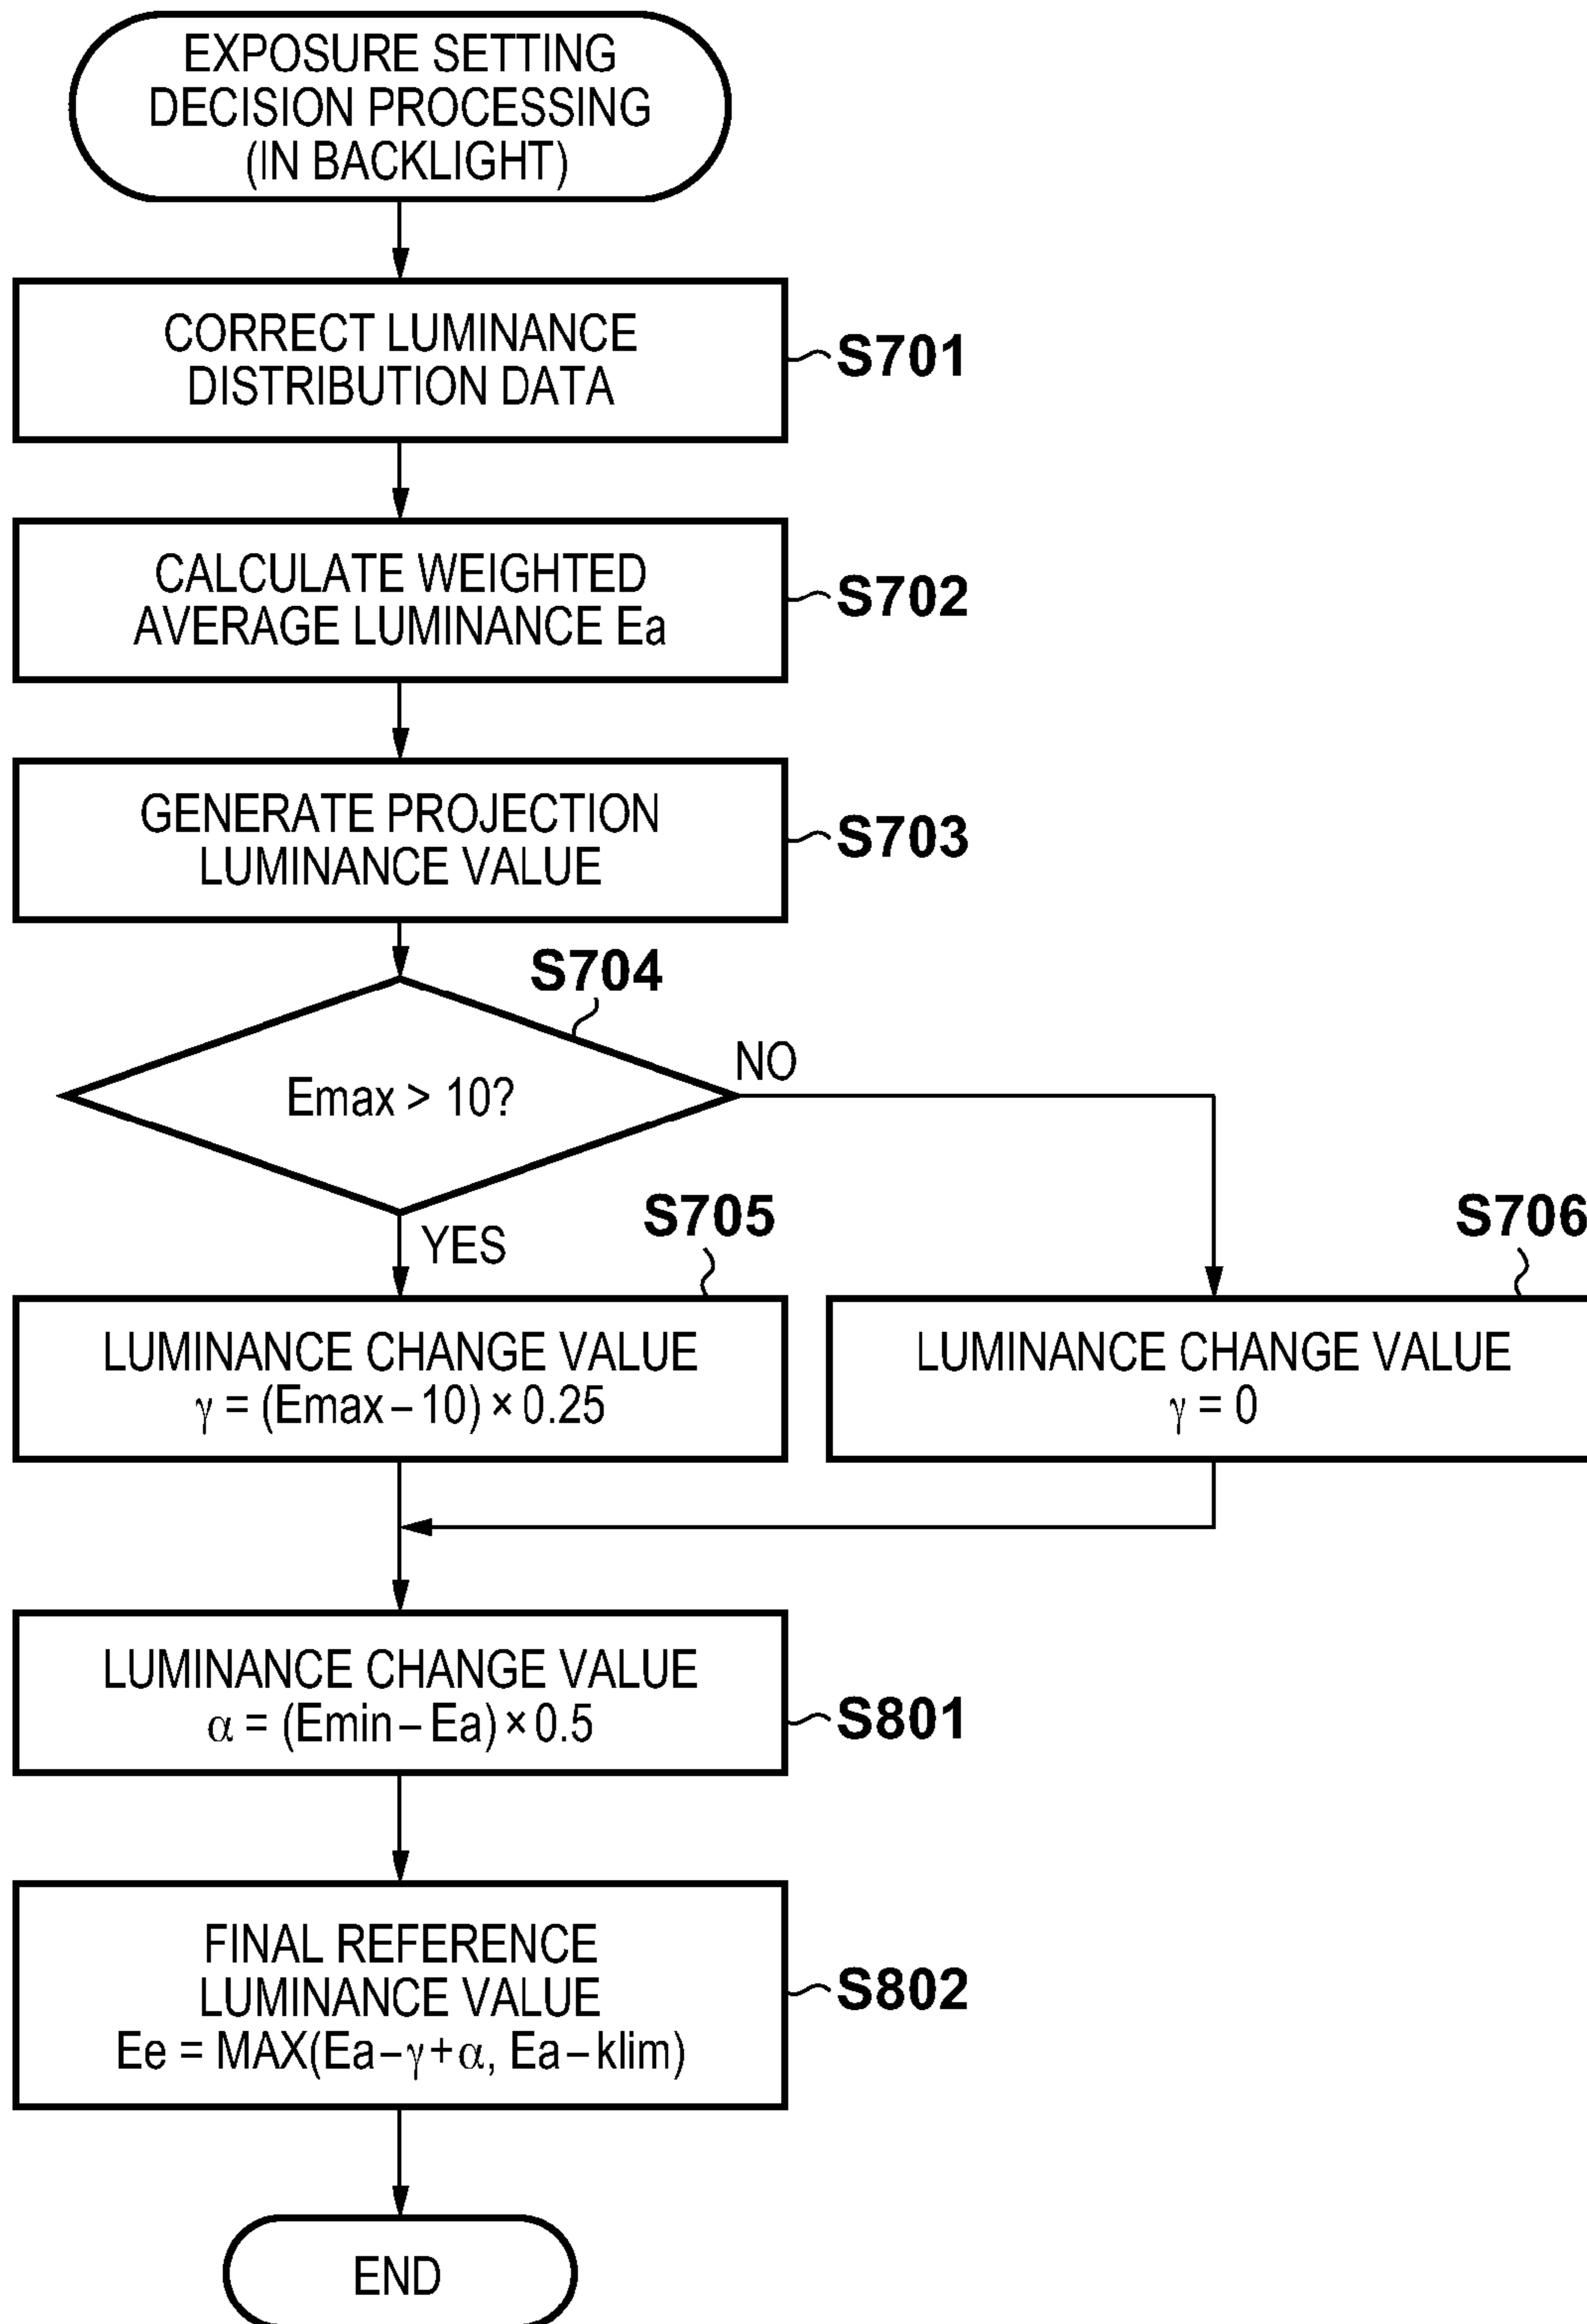 EXPOSURE SETTING
DECISION PROCESSING
(IN BACKLIGHT)
CORRECT LUMINANCE
DISTRIBUTION DATA
S701
CALCULATE WEIGHTED
AVERAGE LUMINANCE Ea
S702
GENERATE PROJECTION
LUMINANCE VALUE
S703
S704
Emax > 10?
NO
YES
S705
LUMINANCE CHANGE VALUE
γ = (Emax – 10) × 0.25
S706
LUMINANCE CHANGE VALUE
γ = 0
LUMINANCE CHANGE VALUE
α = (Emin – Ea) × 0.5
S801
FINAL REFERENCE
LUMINANCE VALUE
Ee = MAX(Ea – γ + α, Ea – klim)
S802
END